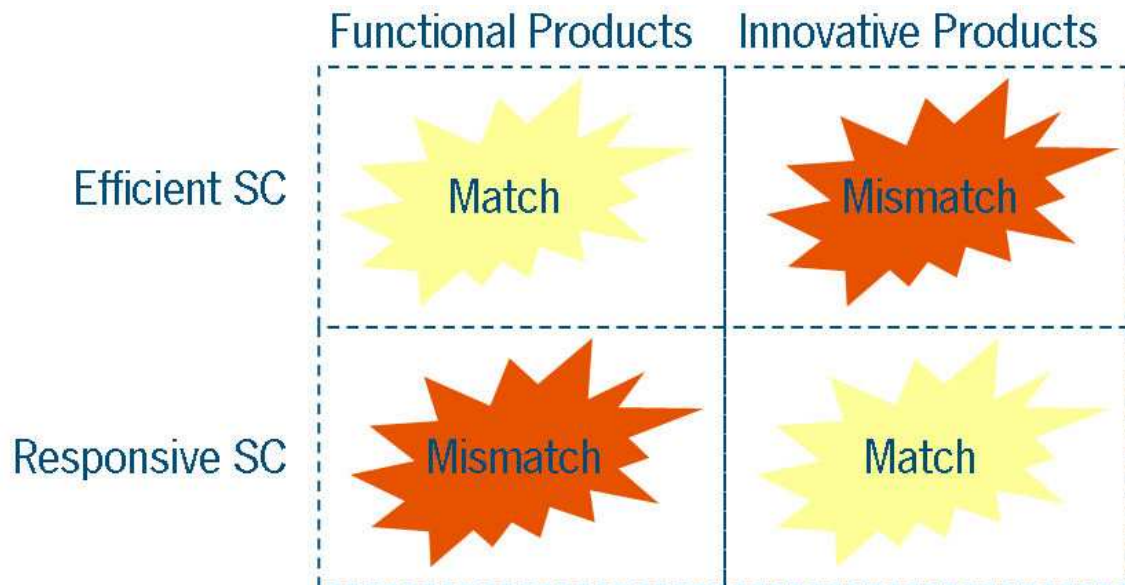 Functional Products Innovative Products
Efficient SC Match Mismatch
Responsive SC Mismatch Match